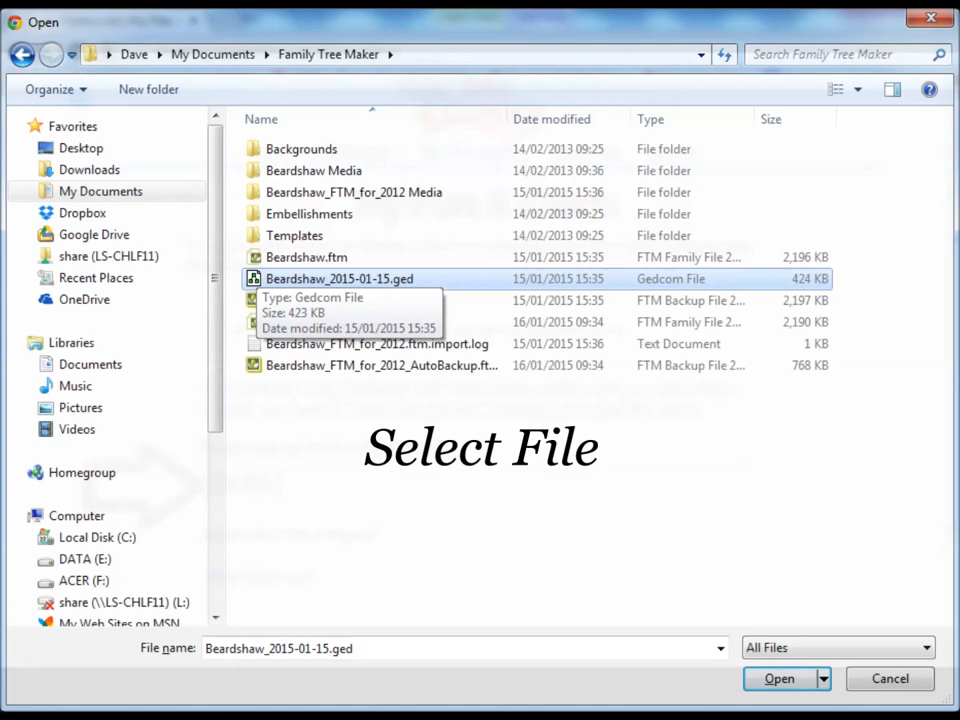 Open
Dave My Documents Family Tree Maker Search Family Tree Maker
Organize New folder
Name Date modified Type Size
Favorites
Desktop
Downloads
My Documents
Dropbox
Google Drive
share (LS-CHLF11)
Recent Places
OneDrive
Libraries
Documents
Music
Pictures
Videos
Homegroup
Computer
Local Disk (C:)
DATA (E:)
ACER (F:)
share (\\LS-CHLF11) (L:)
My Web Sites on MSN
Backgrounds 14/02/2013 09:25 File folder
Beardshaw Media 14/02/2013 09:36 File folder
Beardshaw_FTM_for_2012 Media 15/01/2015 15:36 File folder
Embellishments 14/02/2013 09:25 File folder
Templates 14/02/2013 09:25 File folder
Beardshaw.ftm 15/01/2015 15:35 FTM Family File 2... 2,196 KB
Beardshaw_2015-01-15.ged 15/01/2015 15:35 Gedcom File 424 KB
15/01/2015 15:35 FTM Backup File 2... 2,197 KB
16/01/2015 09:34 FTM Family File 2... 2,190 KB
Beardshaw_FTM_for_2012.ftm.import.log 15/01/2015 15:36 Text Document 1 KB
Beardshaw_FTM_for_2012_AutoBackup.ft... 16/01/2015 09:34 FTM Backup File 2... 768 KB
Type: Gedcom File
Size: 423 KB
Date modified: 15/01/2015 15:35
Select File
File name: Beardshaw_2015-01-15.ged All Files
Open Cancel